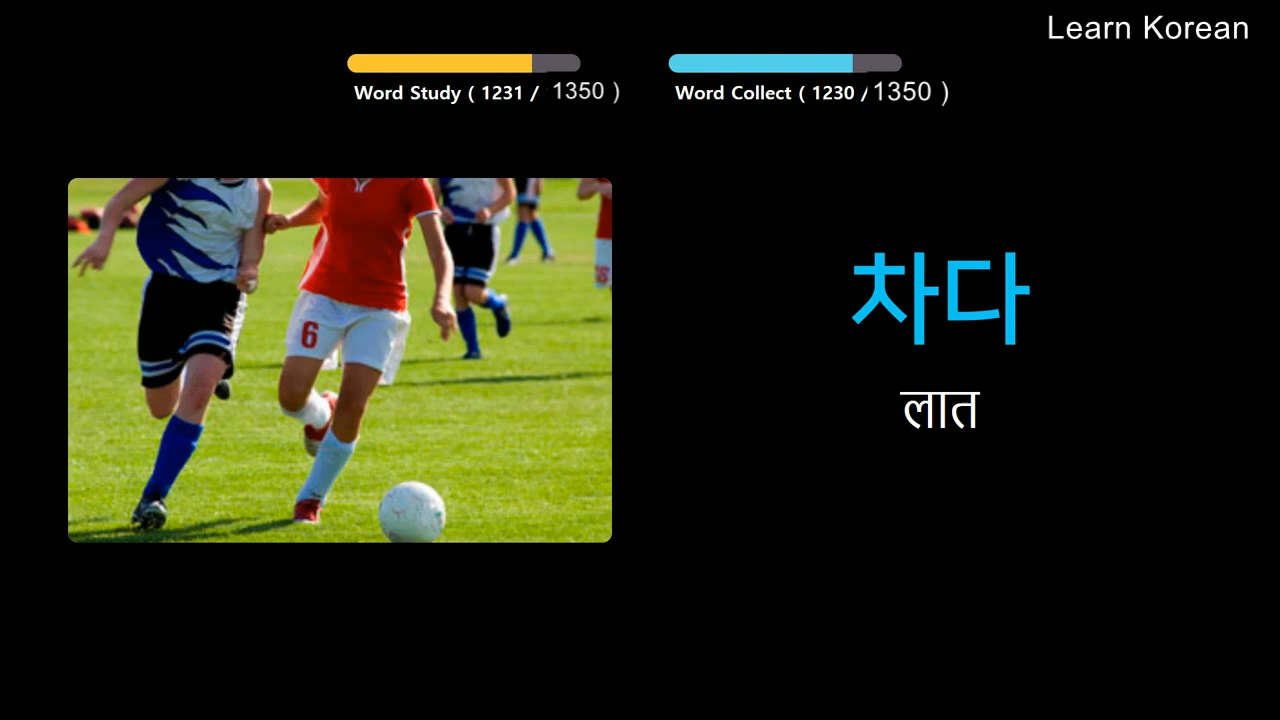 Learn Korean
Word Study ( 1231 / 1350 )
Word Collect ( 1230 / 1350 )
6
차다
लात